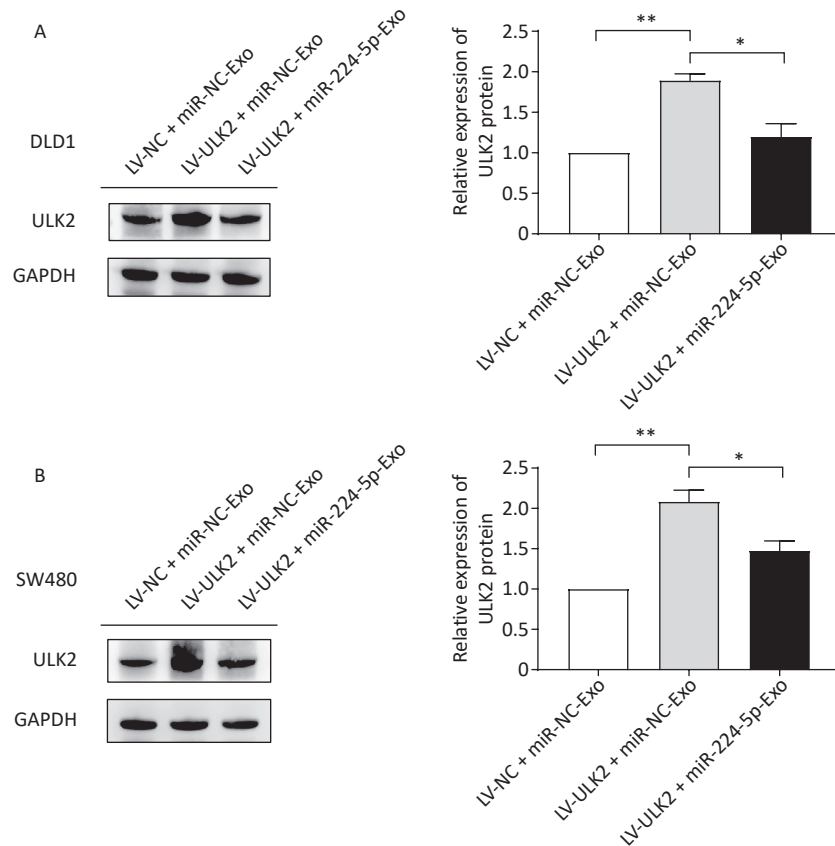 A
DLD1
LV-NC + miR-NC-Exo
LV-ULK2 + miR-NC-Exo
LV-ULK2 + miR-224-5p-Exo
ULK2
GAPDH
Relative expression of
ULK2 protein
2.5
2.0
1.5
1.0
0.5
0
**
*
LV-NC + miR-NC-Exo
LV-ULK2 + miR-NC-Exo
LV-ULK2 + miR-224-5p-Exo
B
SW480
LV-NC + miR-NC-Exo
LV-ULK2 + miR-NC-Exo
LV-ULK2 + miR-224-5p-Exo
ULK2
GAPDH
Relative expression of
ULK2 protein
2.5
2.0
1.5
1.0
0.5
0
**
*
LV-NC + miR-NC-Exo
LV-ULK2 + miR-NC-Exo
LV-ULK2 + miR-224-5p-Exo